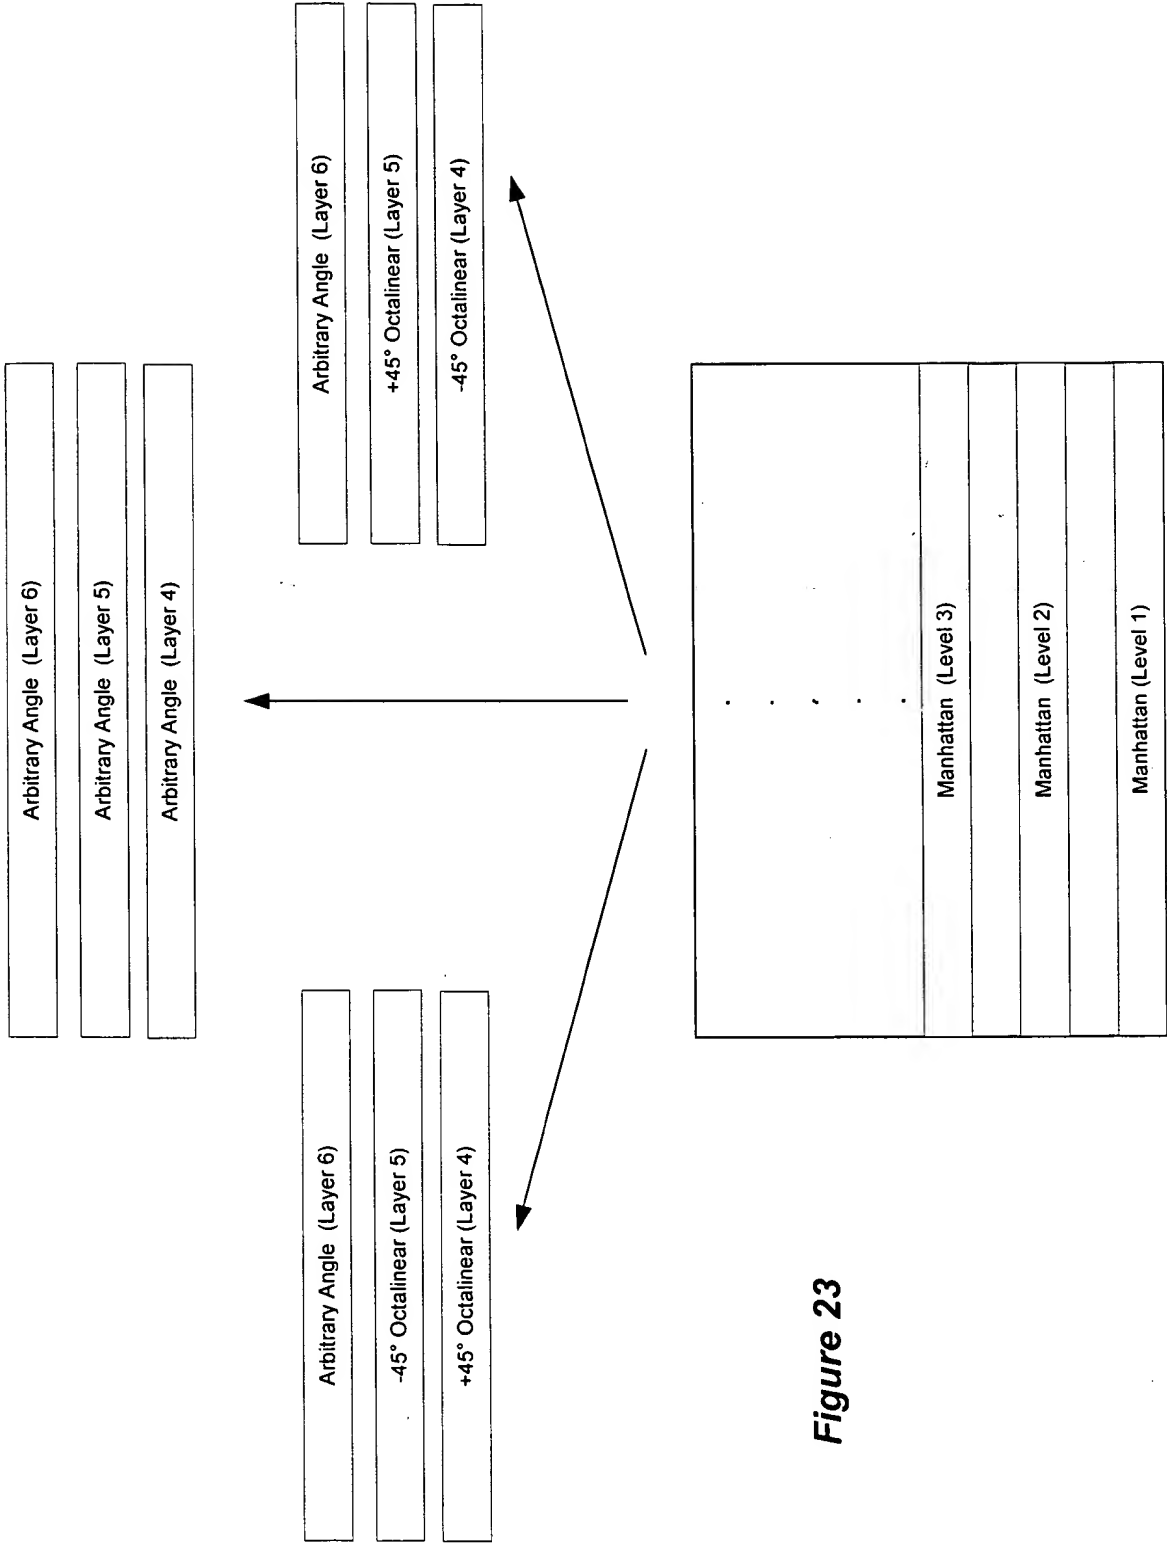 Arbitrary Angle (Layer 6)
Arbitrary Angle (Layer 5)
Arbitrary Angle (Layer 4)
Arbitrary Angle (Layer 6)
-45° Octalinear (Layer 5)
+45° Octalinear (Layer 4)
Arbitrary Angle (Layer 6)
+45° Octalinear (Layer 5)
-45° Octalinear (Layer 4)
Manhattan (Level 3)
Manhattan (Level 2)
Manhattan (Level 1)
Figure 23